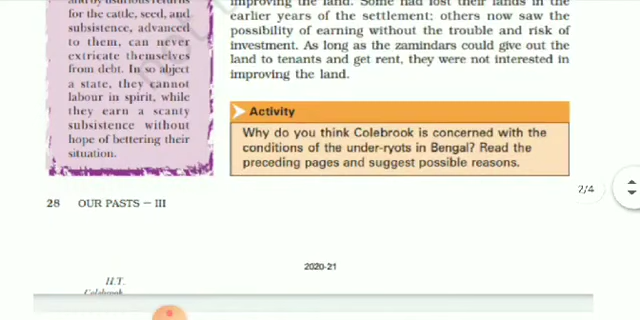 for the cattle, seed, and
subsistence, advanced
to them, can never
extricate themselves
from debt. In so abject
a state, they cannot
labour in spirit, while
they earn a scanty
subsistence without
hope of bettering their
situation.
improving the land. Some had lost their lands in the
earlier years of the settlement; others now saw the
possibility of earning without the trouble and risk of
investment. As long as the zamindars could give out the
land to tenants and get rent, they were not interested in
improving the land.
Activity
Why do you think Colebrook is concerned with the
conditions of the under-ryots in Bengal? Read the
preceding pages and suggest possible reasons.
2/4
28 OUR PASTS – III
2020-21
H.T.
Colebrook